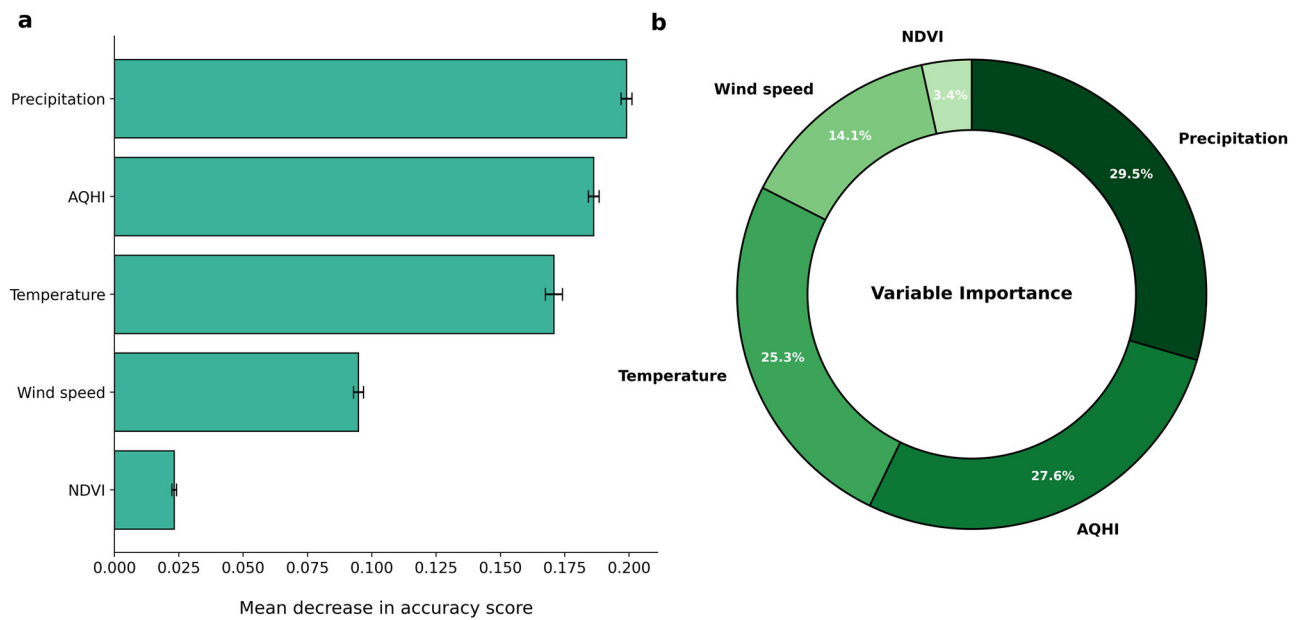 a
Precipitation
AQHI
Temperature
Wind speed
NDVI
0.000 0.025 0.050 0.075 0.100 0.125 0.150 0.175 0.200
Mean decrease in accuracy score
b
NDVI
Wind speed
3.4%
14.1%
Precipitation
29.5%
Variable Importance
25.3%
Temperature
27.6%
AQHI